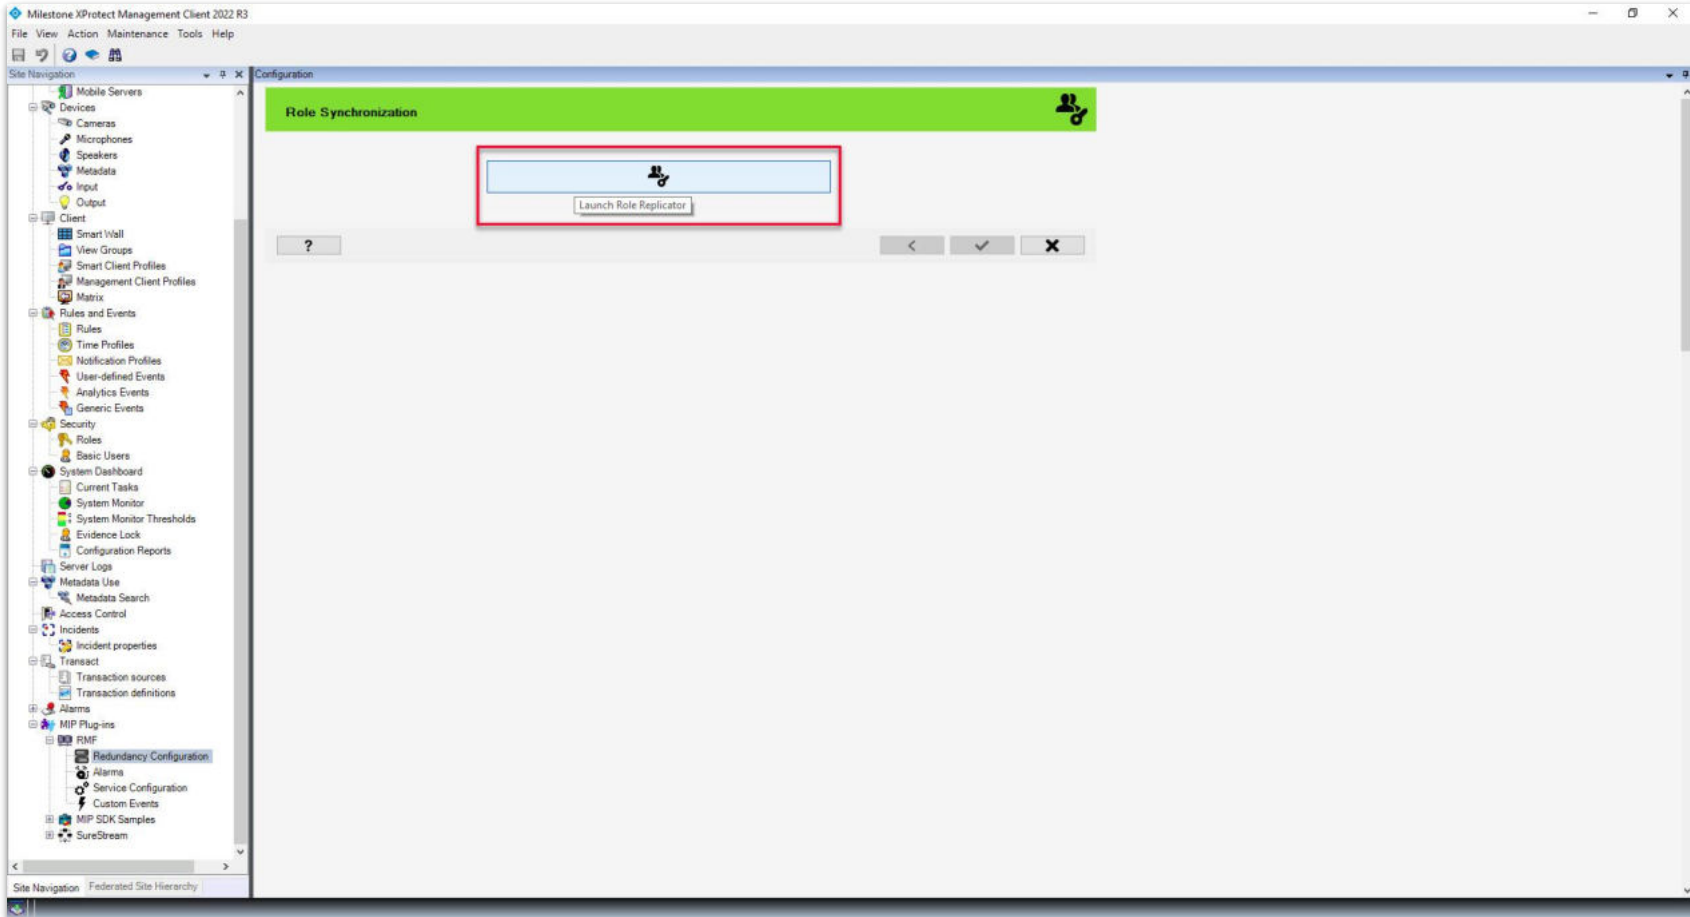 Milestone XProtect Management Client 2022 R3
File View Action Maintenance Tools Help
Site Navigation
Configuration
Mobile Servers
Devices
Cameras
Microphones
Speakers
Metadata
Input
Output
Client
Smart Wall
View Groups
Smart Client Profiles
Management Client Profiles
Matrix
Rules and Events
Rules
Time Profiles
Notification Profiles
User-defined Events
Analytics Events
Generic Events
Security
Roles
Basic Users
System Dashboard
Current Tasks
System Monitor
System Monitor Thresholds
Evidence Lock
Configuration Reports
Server Logs
Metadata Use
Metadata Search
Access Control
Incidents
Incident properties
Transact
Transaction sources
Transaction definitions
Alarms
MIP Plug-ins
RMF
Redundancy Configuration
Alarms
Service Configuration
Custom Events
MIP SDK Samples
SureStream
Site Navigation Federated Site Hierarchy
Role Synchronization
Launch Role Replicator
?